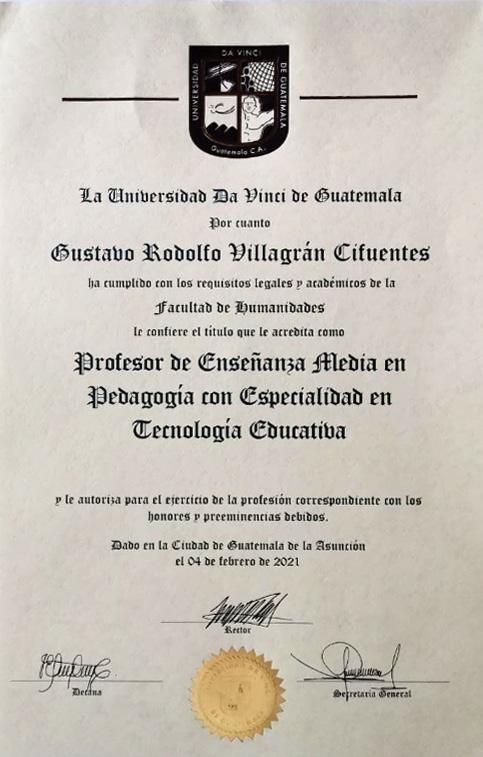 DA VINCI
UNIVERSIDAD
DE GUATEMALA
Guatemala C.A.
La Universidad Da Vinci de Guatemala
Por cuanto
Gustavo Rodolfo Villagrán Cifuentes
ha cumplido con los requisitos legales y académicos de la
Facultad de Humanidades
le confiere el título que le acredita como
Profesor de Enseñanza Media en
Pedagogía con Especialidad en
Tecnología Educativa
y le autoriza para el ejercicio de la profesión correspondiente con los
honores y preeminencias debidos.
Dado en la Ciudad de Guatemala de la Asunción
el 04 de febrero de 2021
Rector
Decana
Secretaria General